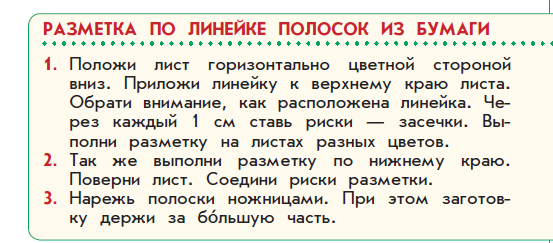 РАЗМЕТКА ПО ЛИНЕЙКЕ ПОЛОСОК ИЗ БУМАГИ
1. Положи лист горизонтально цветной стороной
вниз. Приложи линейку к верхнему краю листа.
Обрати внимание, как расположена линейка. Че-
рез каждый 1 см ставь риски — засечки. Вы-
полни разметку на листах разных цветов.
2. Так же выполни разметку по нижнему краю.
Поверни лист. Соедини риски разметки.
3. Нарежь полоски ножницами. При этом заготов-
ку держи за бо́льшую часть.